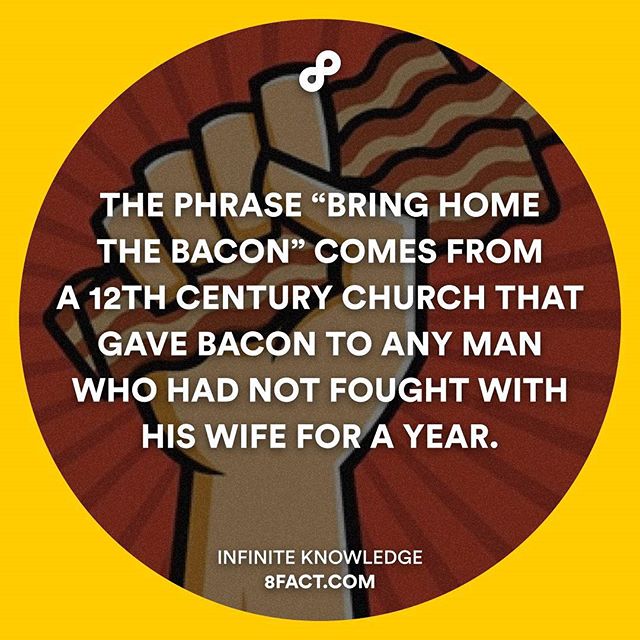 THE PHRASE “BRING HOME
THE BACON” COMES FROM
A 12TH CENTURY CHURCH THAT
GAVE BACON TO ANY MAN
WHO HAD NOT FOUGHT WITH
HIS WIFE FOR A YEAR.
INFINITE KNOWLEDGE
8FACT.COM